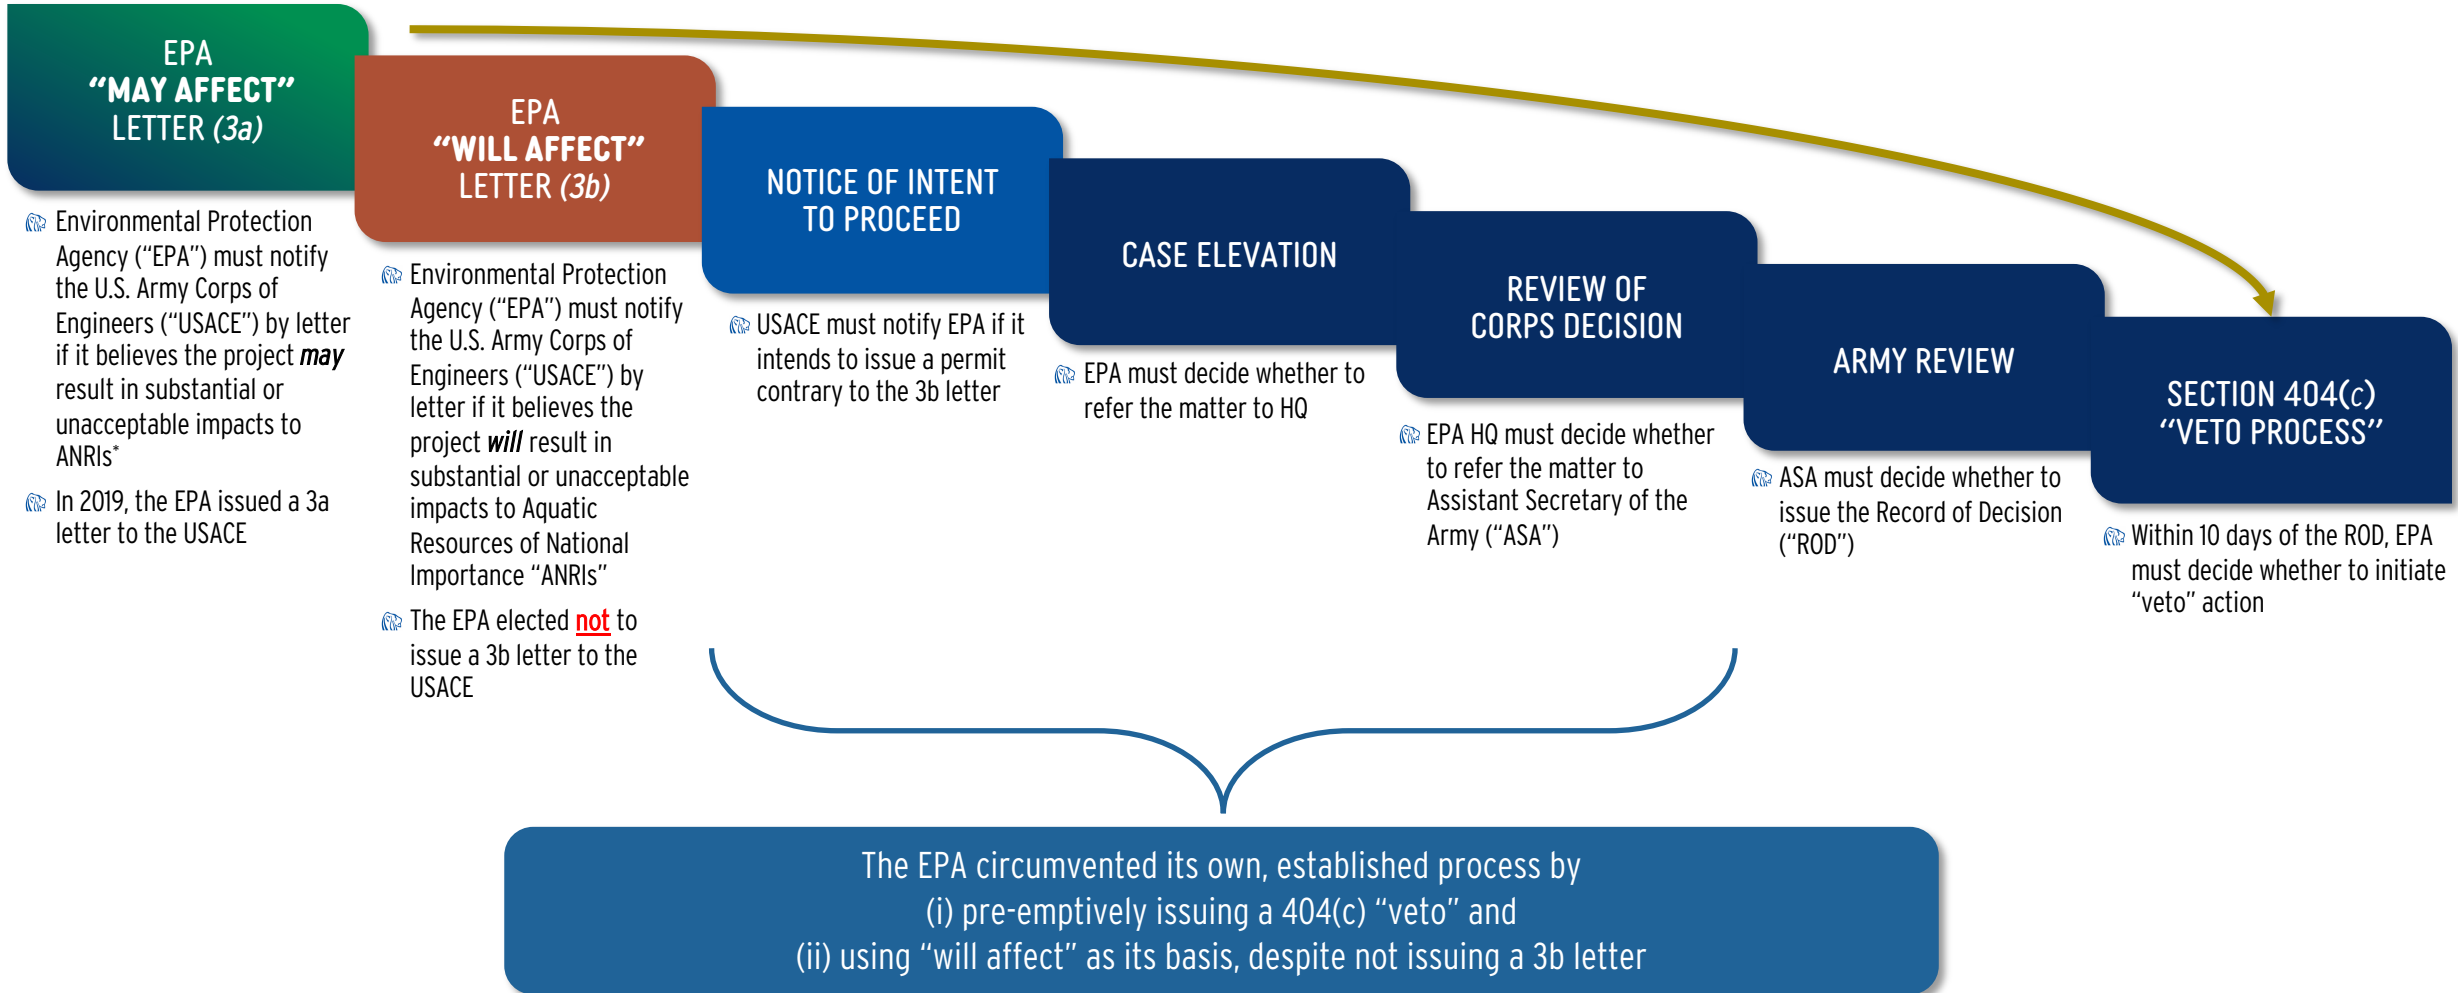 EPA
“MAY AFFECT”
LETTER (3a)
Environmental Protection
Agency (“EPA”) must notify
the U.S. Army Corps of
Engineers (“USACE”) by letter
if it believes the project may
result in substantial or
unacceptable impacts to
ANRIs*
In 2019, the EPA issued a 3a
letter to the USACE
EPA
“WILL AFFECT”
LETTER (3b)
Environmental Protection
Agency (“EPA”) must notify
the U.S. Army Corps of
Engineers (“USACE”) by
letter if it believes the
project will result in
substantial or unacceptable
impacts to Aquatic
Resources of National
Importance “ANRIs”
The EPA elected not to
issue a 3b letter to the
USACE
NOTICE OF INTENT
TO PROCEED
USACE must notify EPA if it
intends to issue a permit
contrary to the 3b letter
CASE ELEVATION
EPA must decide whether to
refer the matter to HQ
REVIEW OF
CORPS DECISION
EPA HQ must decide whether
to refer the matter to
Assistant Secretary of the
Army (“ASA”)
ARMY REVIEW
ASA must decide whether to
issue the Record of Decision
(“ROD”)
SECTION 404(c)
“VETO PROCESS”
Within 10 days of the ROD, EPA
must decide whether to initiate
“veto” action
The EPA circumvented its own, established process by
(i) pre-emptively issuing a 404(c) “veto” and
(ii) using “will affect” as its basis, despite not issuing a 3b letter